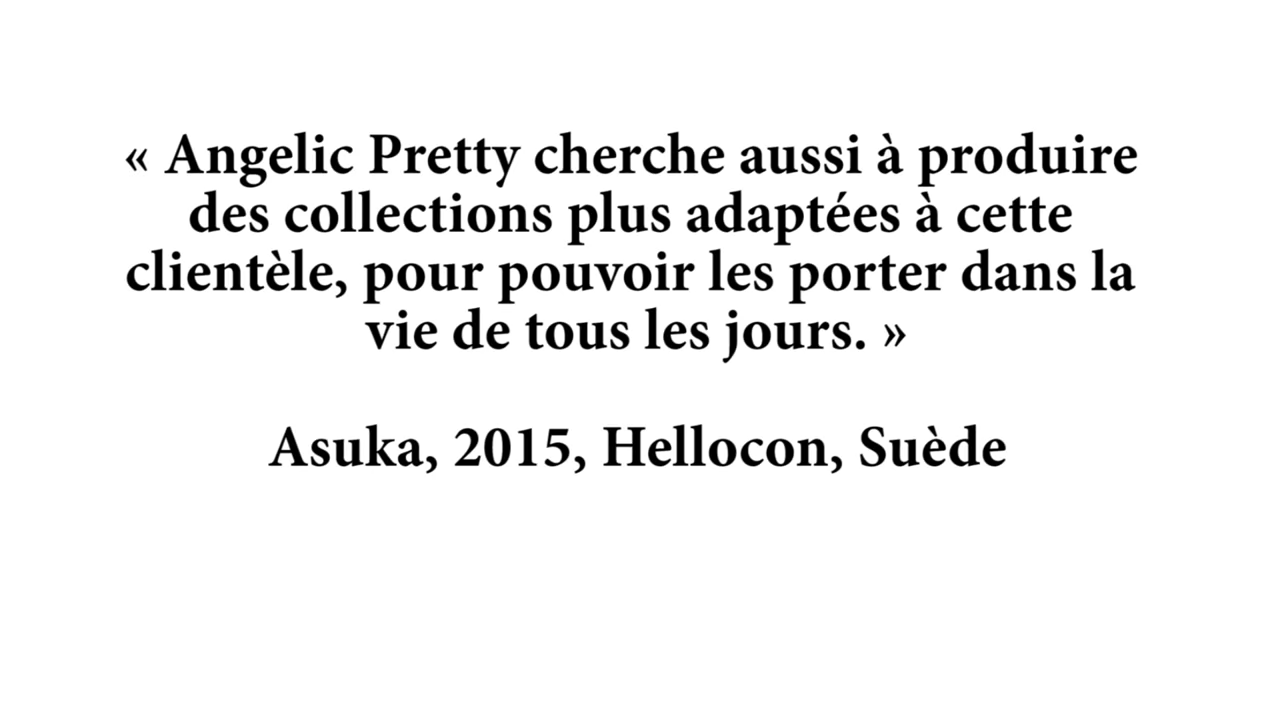 « Angelic Pretty cherche aussi à produire
des collections plus adaptées à cette
clientèle, pour pouvoir les porter dans la
vie de tous les jours. »
Asuka, 2015, Hellocon, Suède